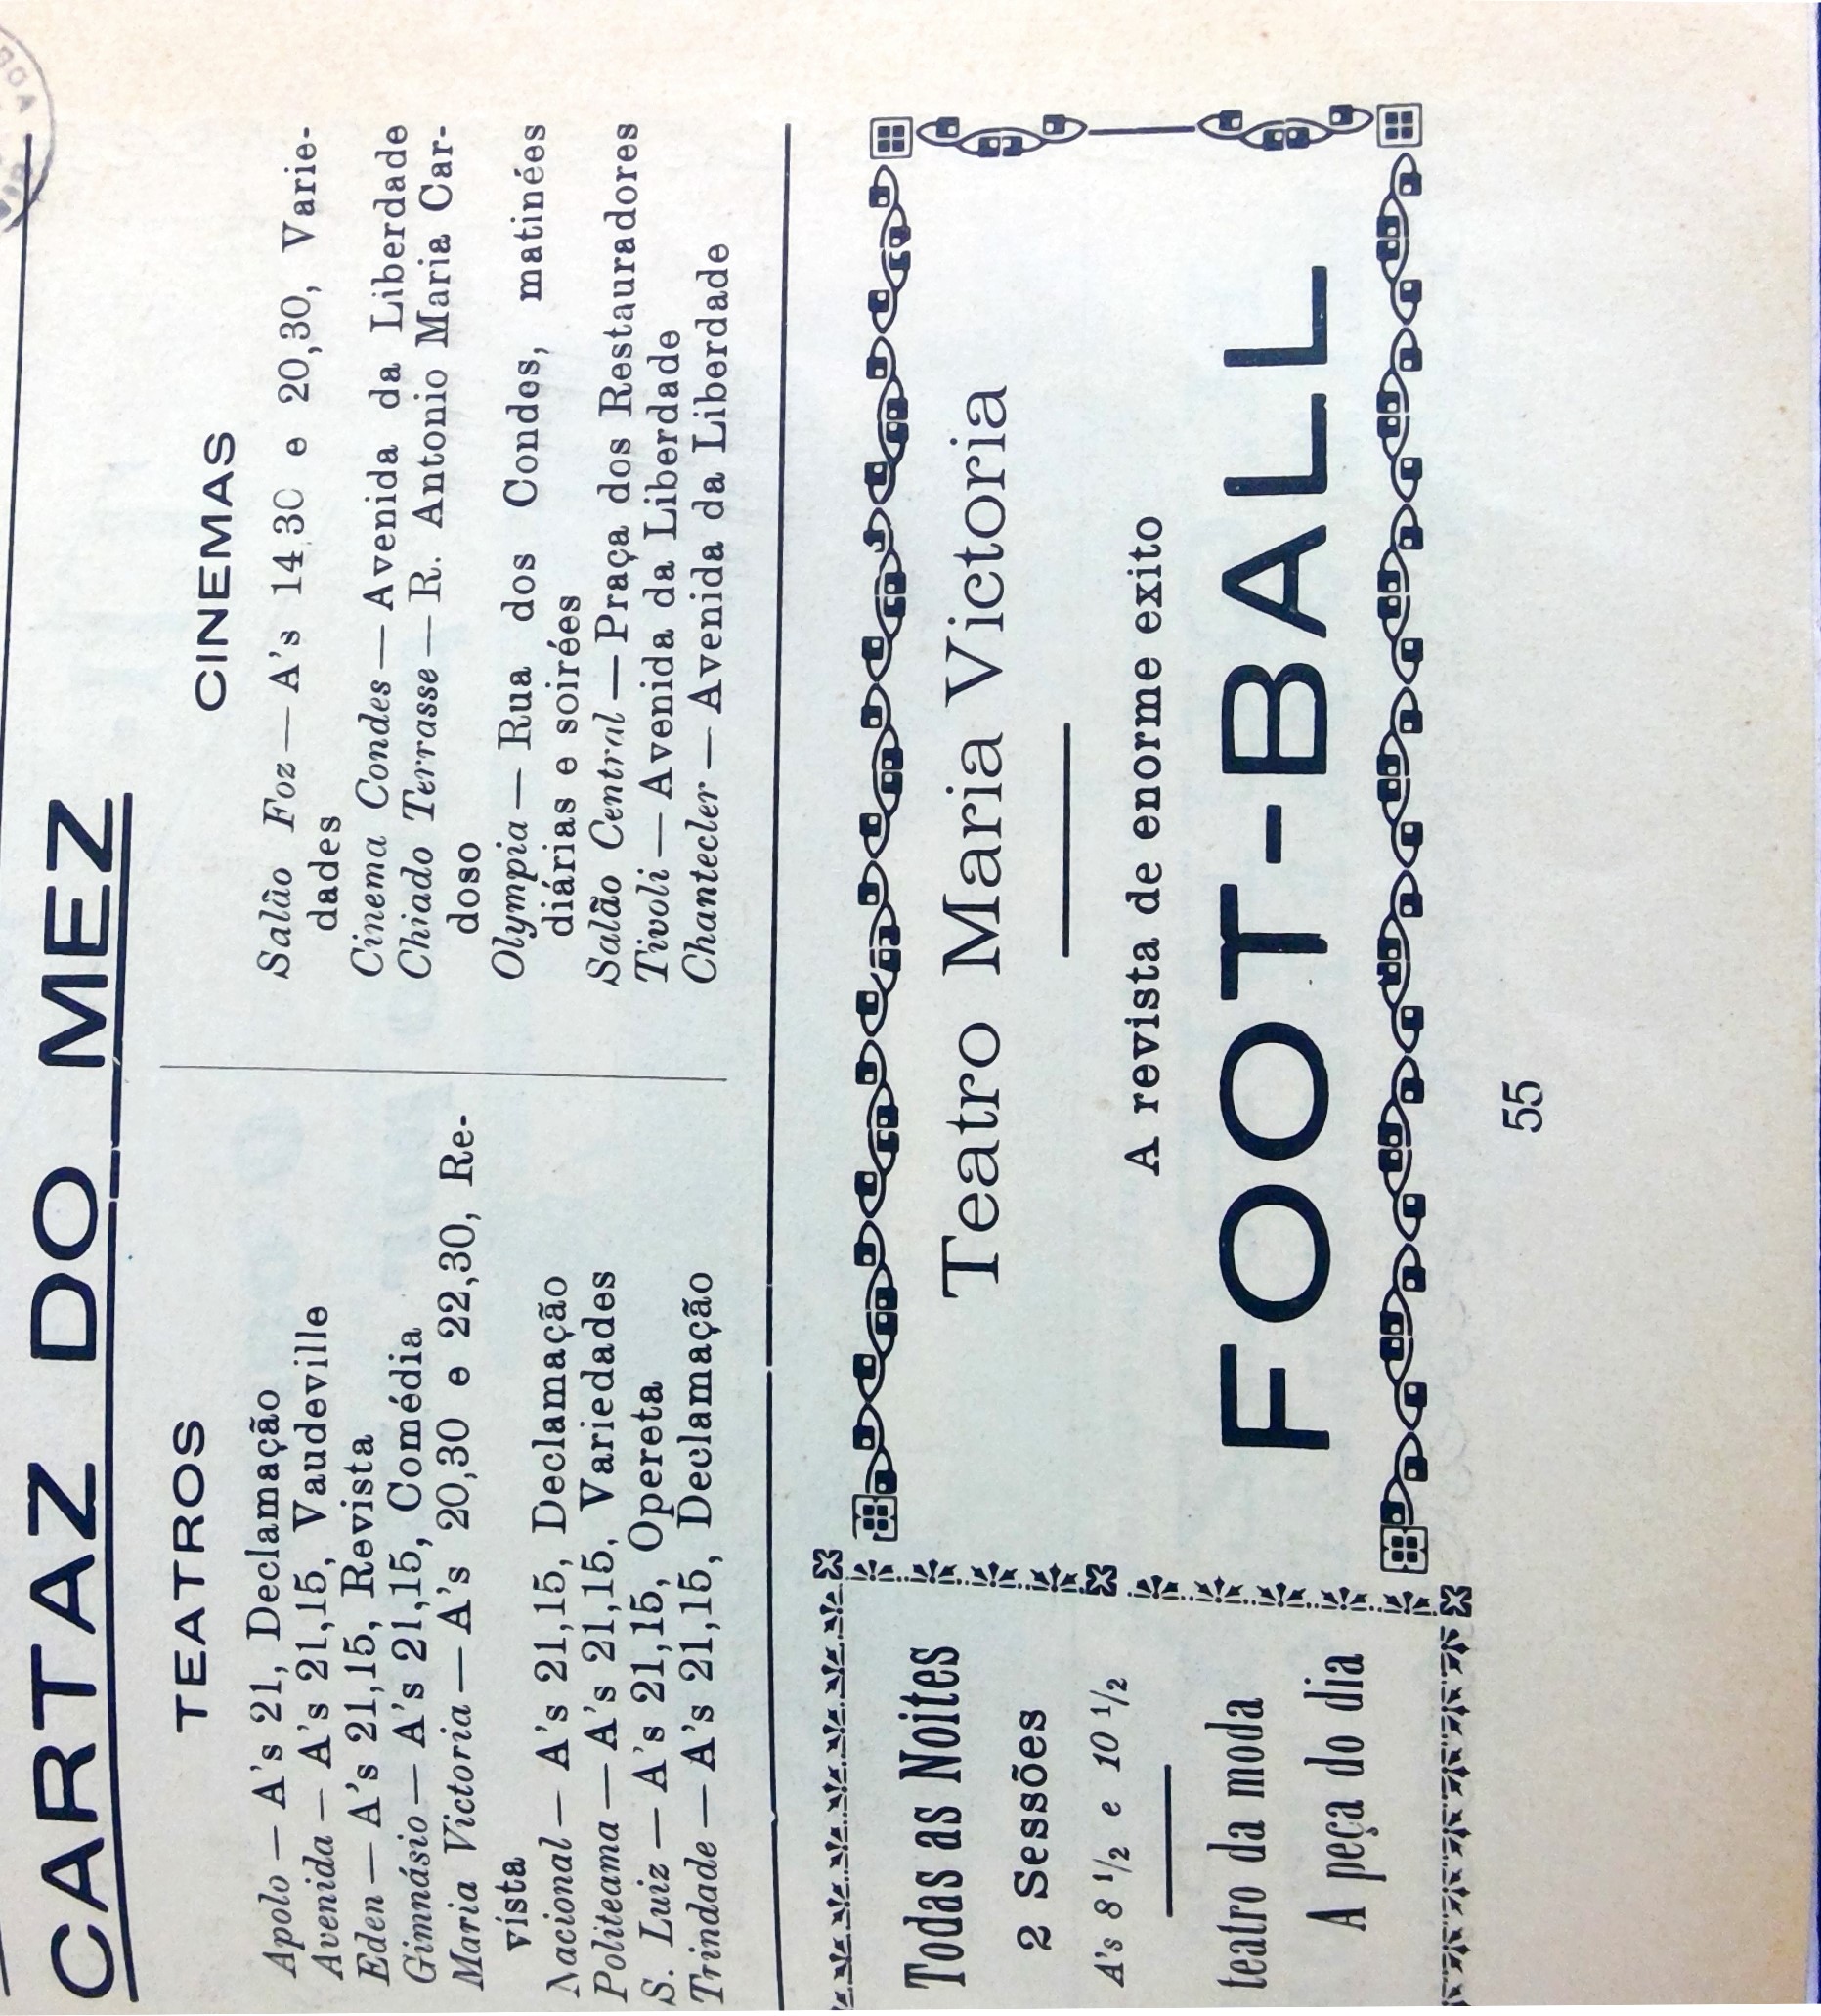 CARTAZ DO MEZ
TEATROS
Apolo — A's 21, Declamação
Avenida — A's 21,15, Vaudeville
Eden — A's 21,15, Revista
Gimnásio — A's 21,15, Comédia
Maria Victoria — A's 20,30 e 22,30, Re-
vista
Nacional — A's 21,15, Declamação
Politeama — A's 21,15, Variedades
S. Luiz — A's 21,15, Opereta
Trindade — A's 21,15, Declamação
CINEMAS
Salão Foz — A's 14,30 e 20,30, Varie-
dades
Cinema Condes — Avenida da Liberdade
Chiado Terrasse — R. Antonio Maria Car-
doso
Olympia — Rua dos Condes, matinées
diárias e soirées
Salão Central — Praça dos Restauradores
Tivoli — Avenida da Liberdade
Chantecler — Avenida da Liberdade
Todas as Noites
2 Sessões
A's 8 ½ e 10 ½
teatro da moda
A peça do dia
Teatro Maria Victoria
A revista de enorme exito
FOOT-BALL
55